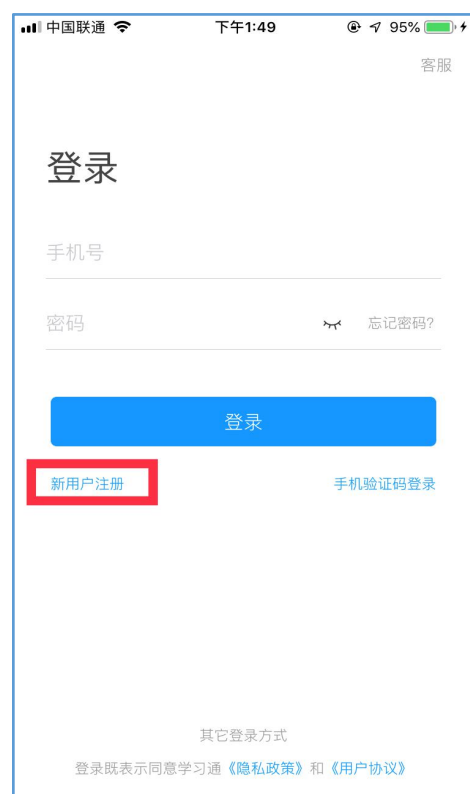 中国联通 下午1:49 95%
客服
登录
手机号
密码 忘记密码?
登录
新用户注册 手机验证码登录
其它登录方式
登录既表示同意学习通《隐私政策》和《用户协议》